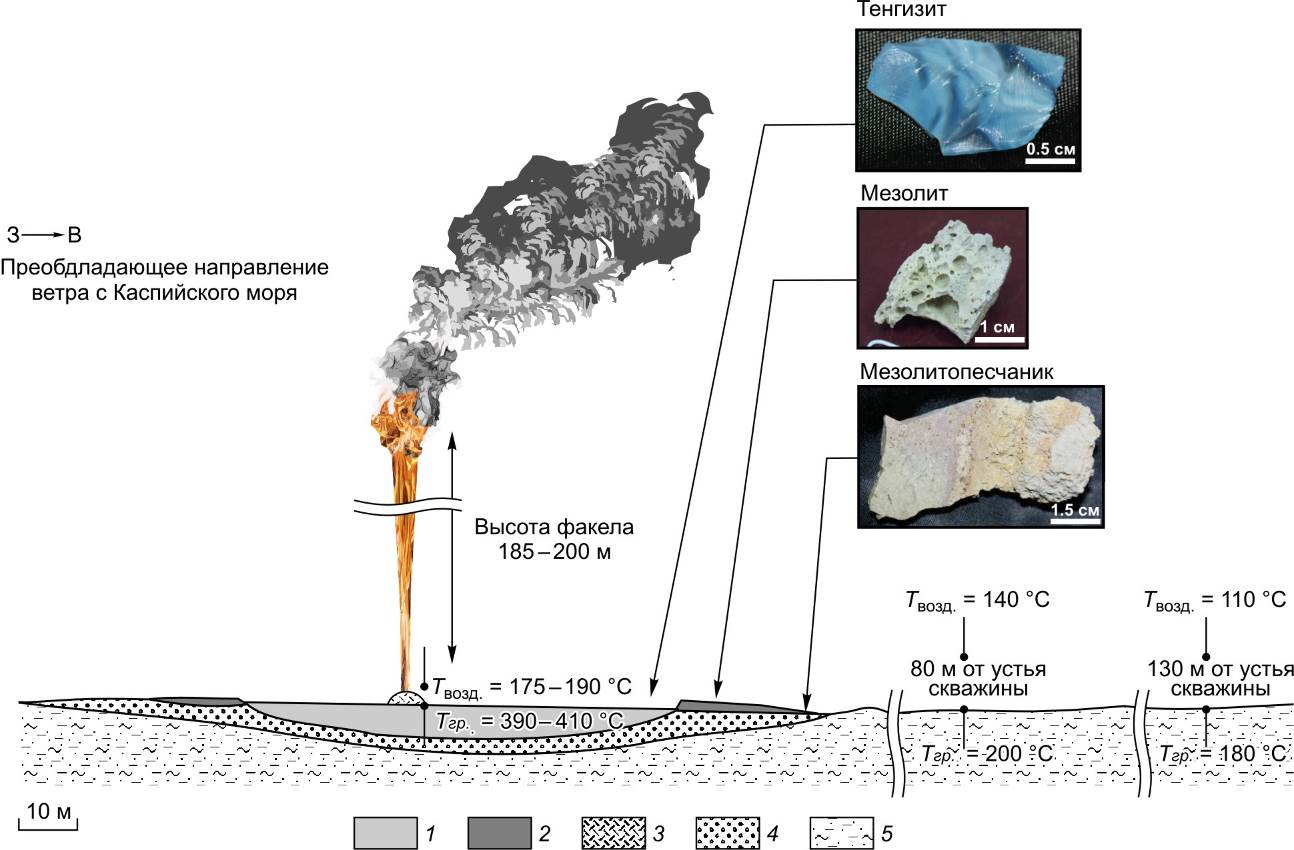 Тенгизит
0.5 см
Мезолит
1 см
З → В
Преобдладающее направление
ветра с Каспийского моря
Мезолитопесчаник
1.5 см
Высота факела
185–200 м
Tвозд. = 140 °C
Tвозд. = 110 °C
80 м от устья
скважины
130 м от устья
скважины
Tвозд. = 175–190 °C
Tгр. = 390–410 °C
Tгр. = 200 °C
Tгр. = 180 °C
10 м
1
2
3
4
5